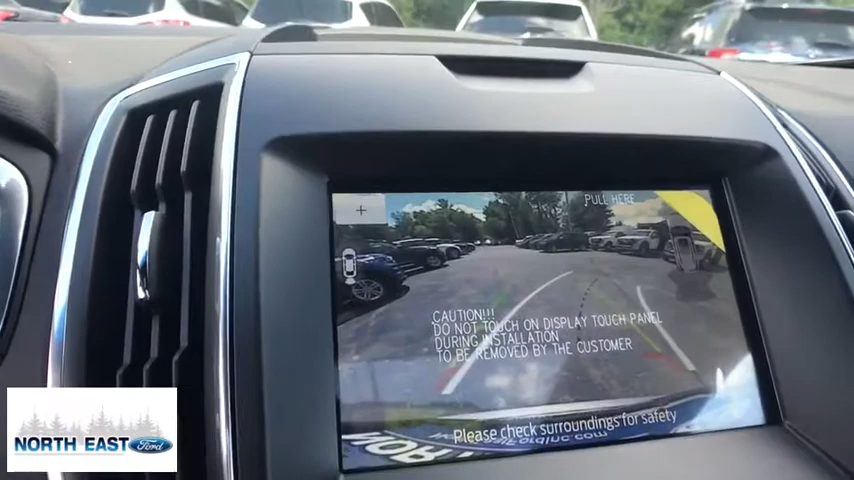 PULL HERE
CAUTION!!!
DO NOT TOUCH ON DISPLAY TOUCH PANEL
DURING INSTALLATION
TO BE REMOVED BY THE CUSTOMER
Please check surroundings for safety
NORTH EAST Ford